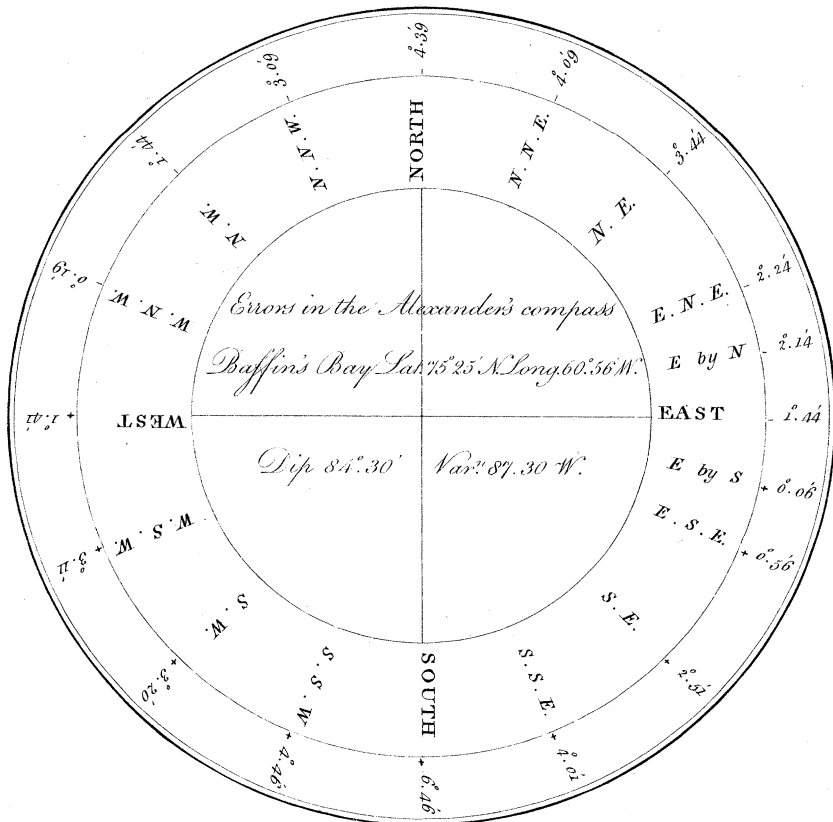 - 4°.39'
NORTH
- 4°.09'
N. N. E.
- 3°.44'
N. E.
- 2°.24'
E. N. E.
- 2°.14'
E by N
- 1°.44'
EAST
+ 0°.06'
E by S
+ 0°.56'
E. S. E.
+ 2°.51'
S. E.
+ 4°.01'
S. S. E.
+ 6°.46'
SOUTH
+ 4°.46'
S. S. W
+ 3°.20'
S. W.
+ 3°.11'
W. S. W.
+ 1°.41'
WEST
- 0°.19'
W. N. W.
- 1°.44'
N. W.
- 3°.09'
N. N. W.
Errors in the Alexander's compass
Baffin's Bay Lat. 75°25' N. Long. 60°.56' W.
Dip 84°.30' Varn. 87.30 W.